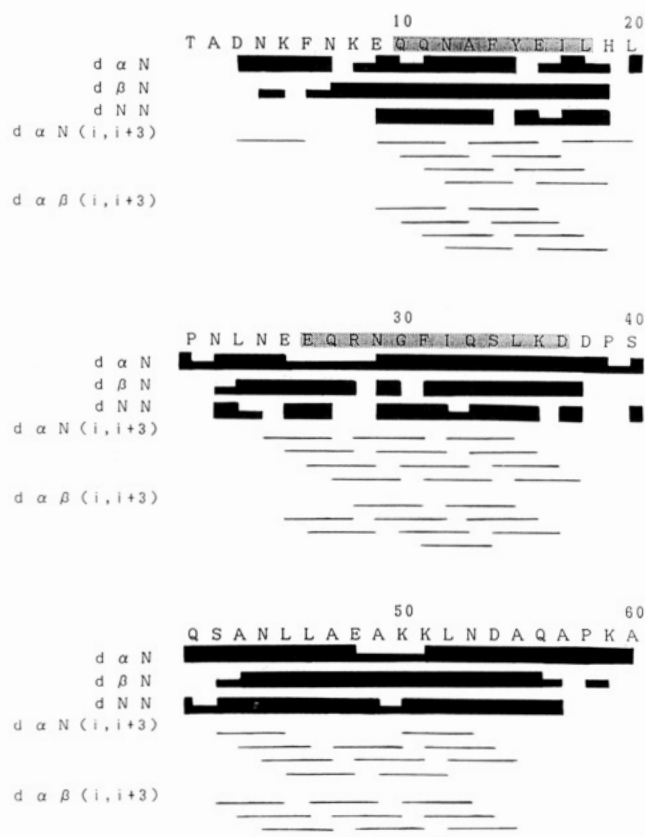 10 20
T A D N K F N K E Q Q N A F Y E I L H L
d α N
d β N
d N N
d α N (i, i+3)
d α β (i, i+3)
30 40
P N L N E E Q R N G F I Q S L K D D P S
d α N
d β N
d N N
d α N (i, i+3)
d α β (i, i+3)
50 60
Q S A N L L A E A K K L N D A Q A P K A
d α N
d β N
d N N
d α N (i, i+3)
d α β (i, i+3)